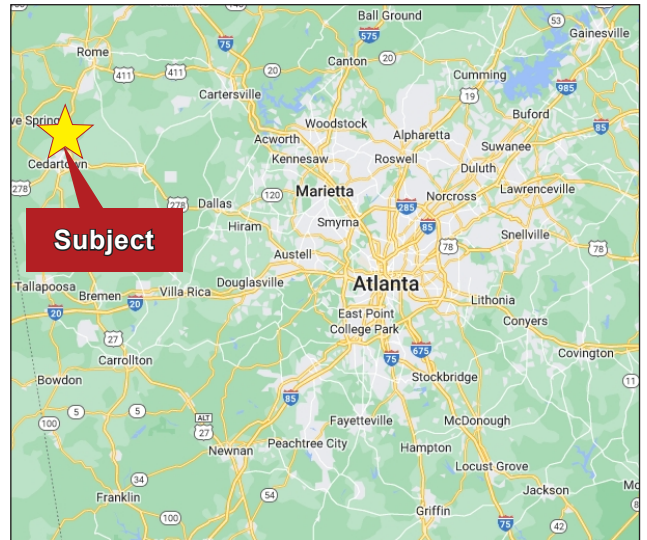 Ball Ground
53
Gainesville
75
575
Rome
Canton
20
411
411
20
Cumming
985
Cartersville
19
Buford
Woodstock
ve Spring
Alpharetta
85
Acworth
Suwanee
Kennesaw
Roswell
Cedartown
Duluth
278
Marietta
Lawrenceville
120
Norcross
278
Dallas
285
Smyrna
85
Snellville
Hiram
Subject
78
78
Austell
Tallapoosa
Douglasville
Atlanta
Villa Rica
Bremen
20
Lithonia
20
East Point
Conyers
College Park
27
675
Covington
Carrollton
75
Stockbridge
Bowdon
11
85
5
5
ALT
27
100
Fayetteville
McDonough
Peachtree City
Newnan
Hampton
Locust Grove
34
Jackson
Mo
Franklin
54
8
100
Griffin
75
42